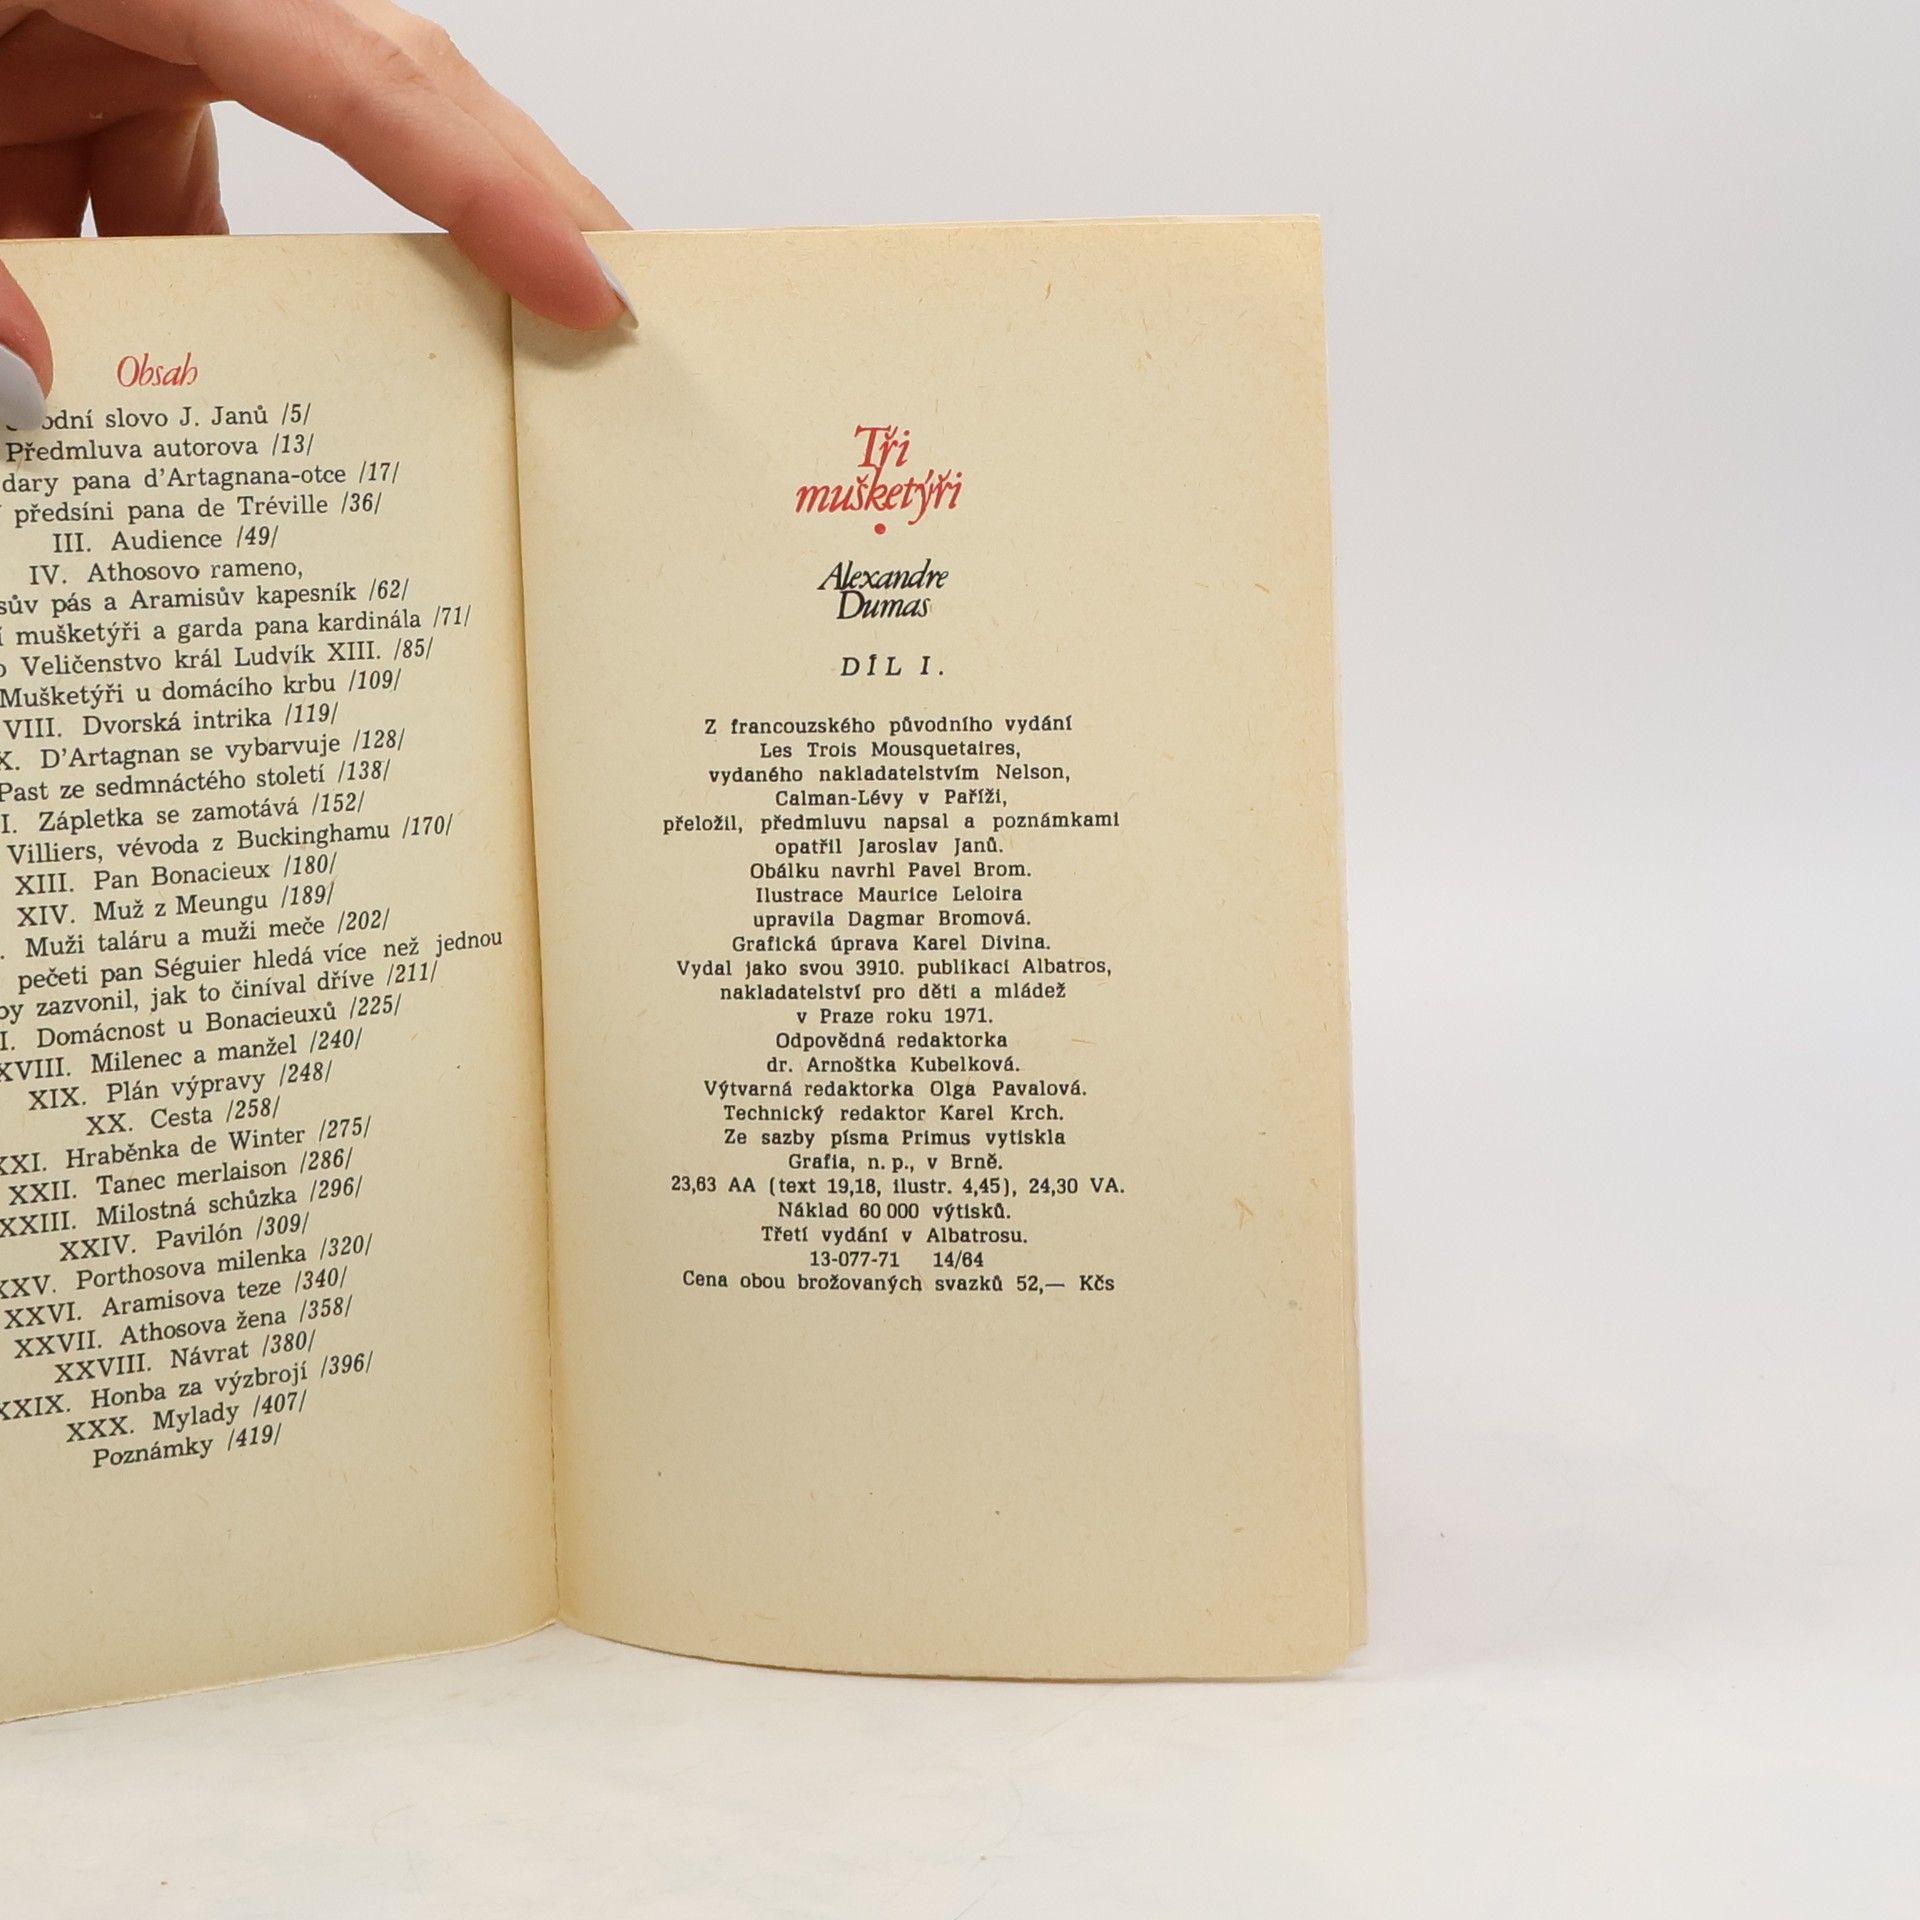 Obsah
slovo J. Janů /5/
Předmluva autorova /13/
dary pana d'Artagnana-otce /17/
předsíni pana de Tréville /36/
III. Audience /49/
IV. Athosovo rameno,
pás a Aramisův kapesník /62/
mušketýři a garda pana kardinála /71/
Veličenstvo král Ludvík XIII. /85/
Mušketýři u domácího krbu /109/
VIII. Dvorská intrika /119/
X. D'Artagnan se vybarvuje /128/
Past ze sedmnáctého století /138/
I. Zápletka se zamotává /152/
Villiers, vévoda z Buckinghamu /170/
XIII. Pan Bonacieux /180/
XIV. Muž z Meungu /189/
. Muži taláru a muži meče /202/
pečeti pan Séguier hledá více než jednou
by zazvonil, jak to činíval dříve /211/
I. Domácnost u Bonacieuxů /225/
XVIII. Milenec a manžel /240/
XIX. Plán výpravy /248/
XX. Cesta /258/
XXI. Hraběnka de Winter /275/
XXII. Tanec merlaison /286/
XXIII. Milostná schůzka /296/
XXIV. Pavilón /309/
XXV. Porthosova milenka /320/
XXVI. Aramisova teze /340/
XXVII. Athosova žena /358/
XXVIII. Návrat /380/
XXIX. Honba za výzbrojí /396/
XXX. Mylady /407/
Poznámky /419/
Tři
mušketýři
•
Alexandre
Dumas
DÍL I.
Z francouzského původního vydání
Les Trois Mousquetaires,
vydaného nakladatelstvím Nelson,
Calman-Lévy v Paříži,
přeložil, předmluvu napsal a poznámkami
opatřil Jaroslav Janů.
Obálku navrhl Pavel Brom.
Ilustrace Maurice Leloira
upravila Dagmar Bromová.
Grafická úprava Karel Divina.
Vydal jako svou 3910. publikaci Albatros,
nakladatelství pro děti a mládež
v Praze roku 1971.
Odpovědná redaktorka
dr. Arnoštka Kubelková.
Výtvarná redaktorka Olga Pavalová.
Technický redaktor Karel Krch.
Ze sazby písma Primus vytiskla
Grafia, n. p., v Brně.
23,63 AA (text 19,18, ilustr. 4,45), 24,30 VA.
Náklad 60 000 výtisků.
Třetí vydání v Albatrosu.
13-077-71 14/64
Cena obou brožovaných svazků 52,— Kčs